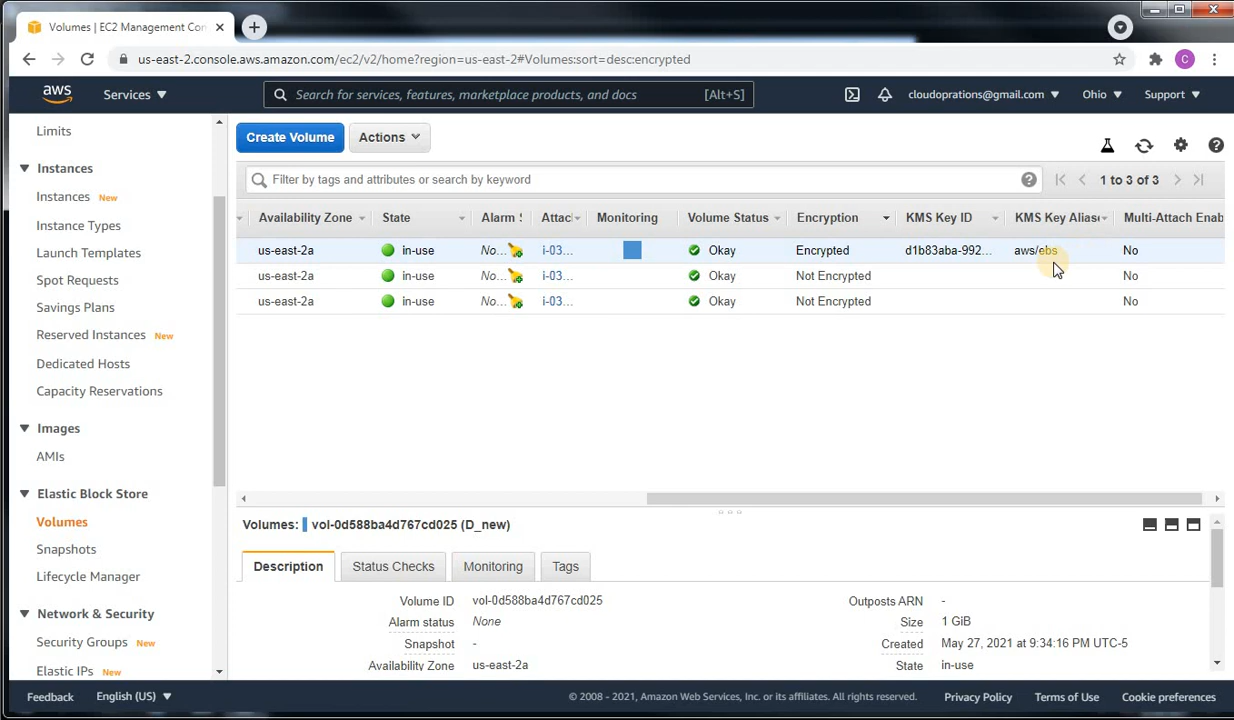 Volumes | EC2 Management Con
us-east-2.console.aws.amazon.com/ec2/v2/home?region=us-east-2#Volumes:sort=desc:encrypted
C
aws
Services
Search for services, features, marketplace products, and docs
[Alt+S]
cloudoprations@gmail.com
Ohio
Support
Limits
Instances
Instances New
Instance Types
Launch Templates
Spot Requests
Savings Plans
Reserved Instances New
Dedicated Hosts
Capacity Reservations
Images
AMIs
Elastic Block Store
Volumes
Snapshots
Lifecycle Manager
Network & Security
Security Groups New
Elastic IPs New
Create Volume
Actions
Filter by tags and attributes or search by keyword
1 to 3 of 3
Availability Zone State Alarm S Attac Monitoring Volume Status Encryption KMS Key ID KMS Key Aliase Multi-Attach Enab
us-east-2a in-use No... i-03... Okay Encrypted d1b83aba-992... aws/ebs No
us-east-2a in-use No... i-03... Okay Not Encrypted No
us-east-2a in-use No... i-03... Okay Not Encrypted No
Volumes: vol-0d588ba4d767cd025 (D_new)
Description Status Checks Monitoring Tags
Volume ID vol-0d588ba4d767cd025
Alarm status None
Snapshot -
Availability Zone us-east-2a
Outposts ARN -
Size 1 GiB
Created May 27, 2021 at 9:34:16 PM UTC-5
State in-use
Feedback English (US) © 2008 - 2021, Amazon Web Services, Inc. or its affiliates. All rights reserved. Privacy Policy Terms of Use Cookie preferences